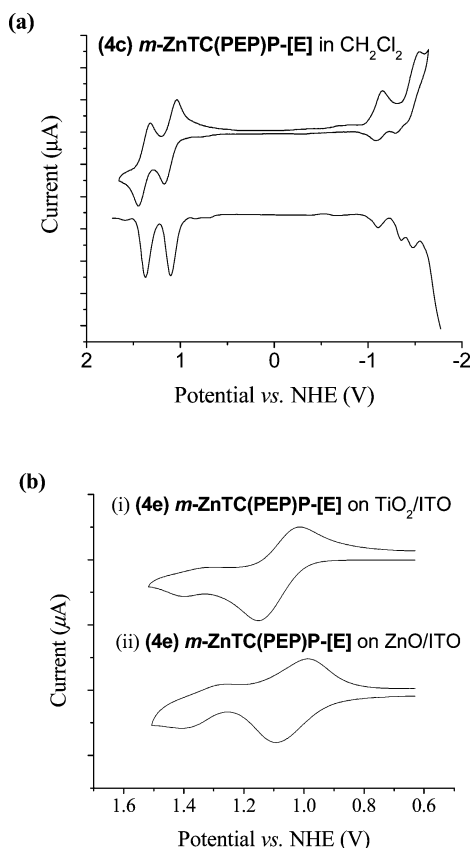 (a)
(4c) m-ZnTC(PEP)P-[E] in CH₂Cl₂
Current (µA)
2 1 0 -1 -2
Potential vs. NHE (V)
(b)
(i) (4e) m-ZnTC(PEP)P-[E] on TiO₂/ITO
(ii) (4e) m-ZnTC(PEP)P-[E] on ZnO/ITO
Current (µA)
1.6 1.4 1.2 1.0 0.8 0.6
Potential vs. NHE (V)